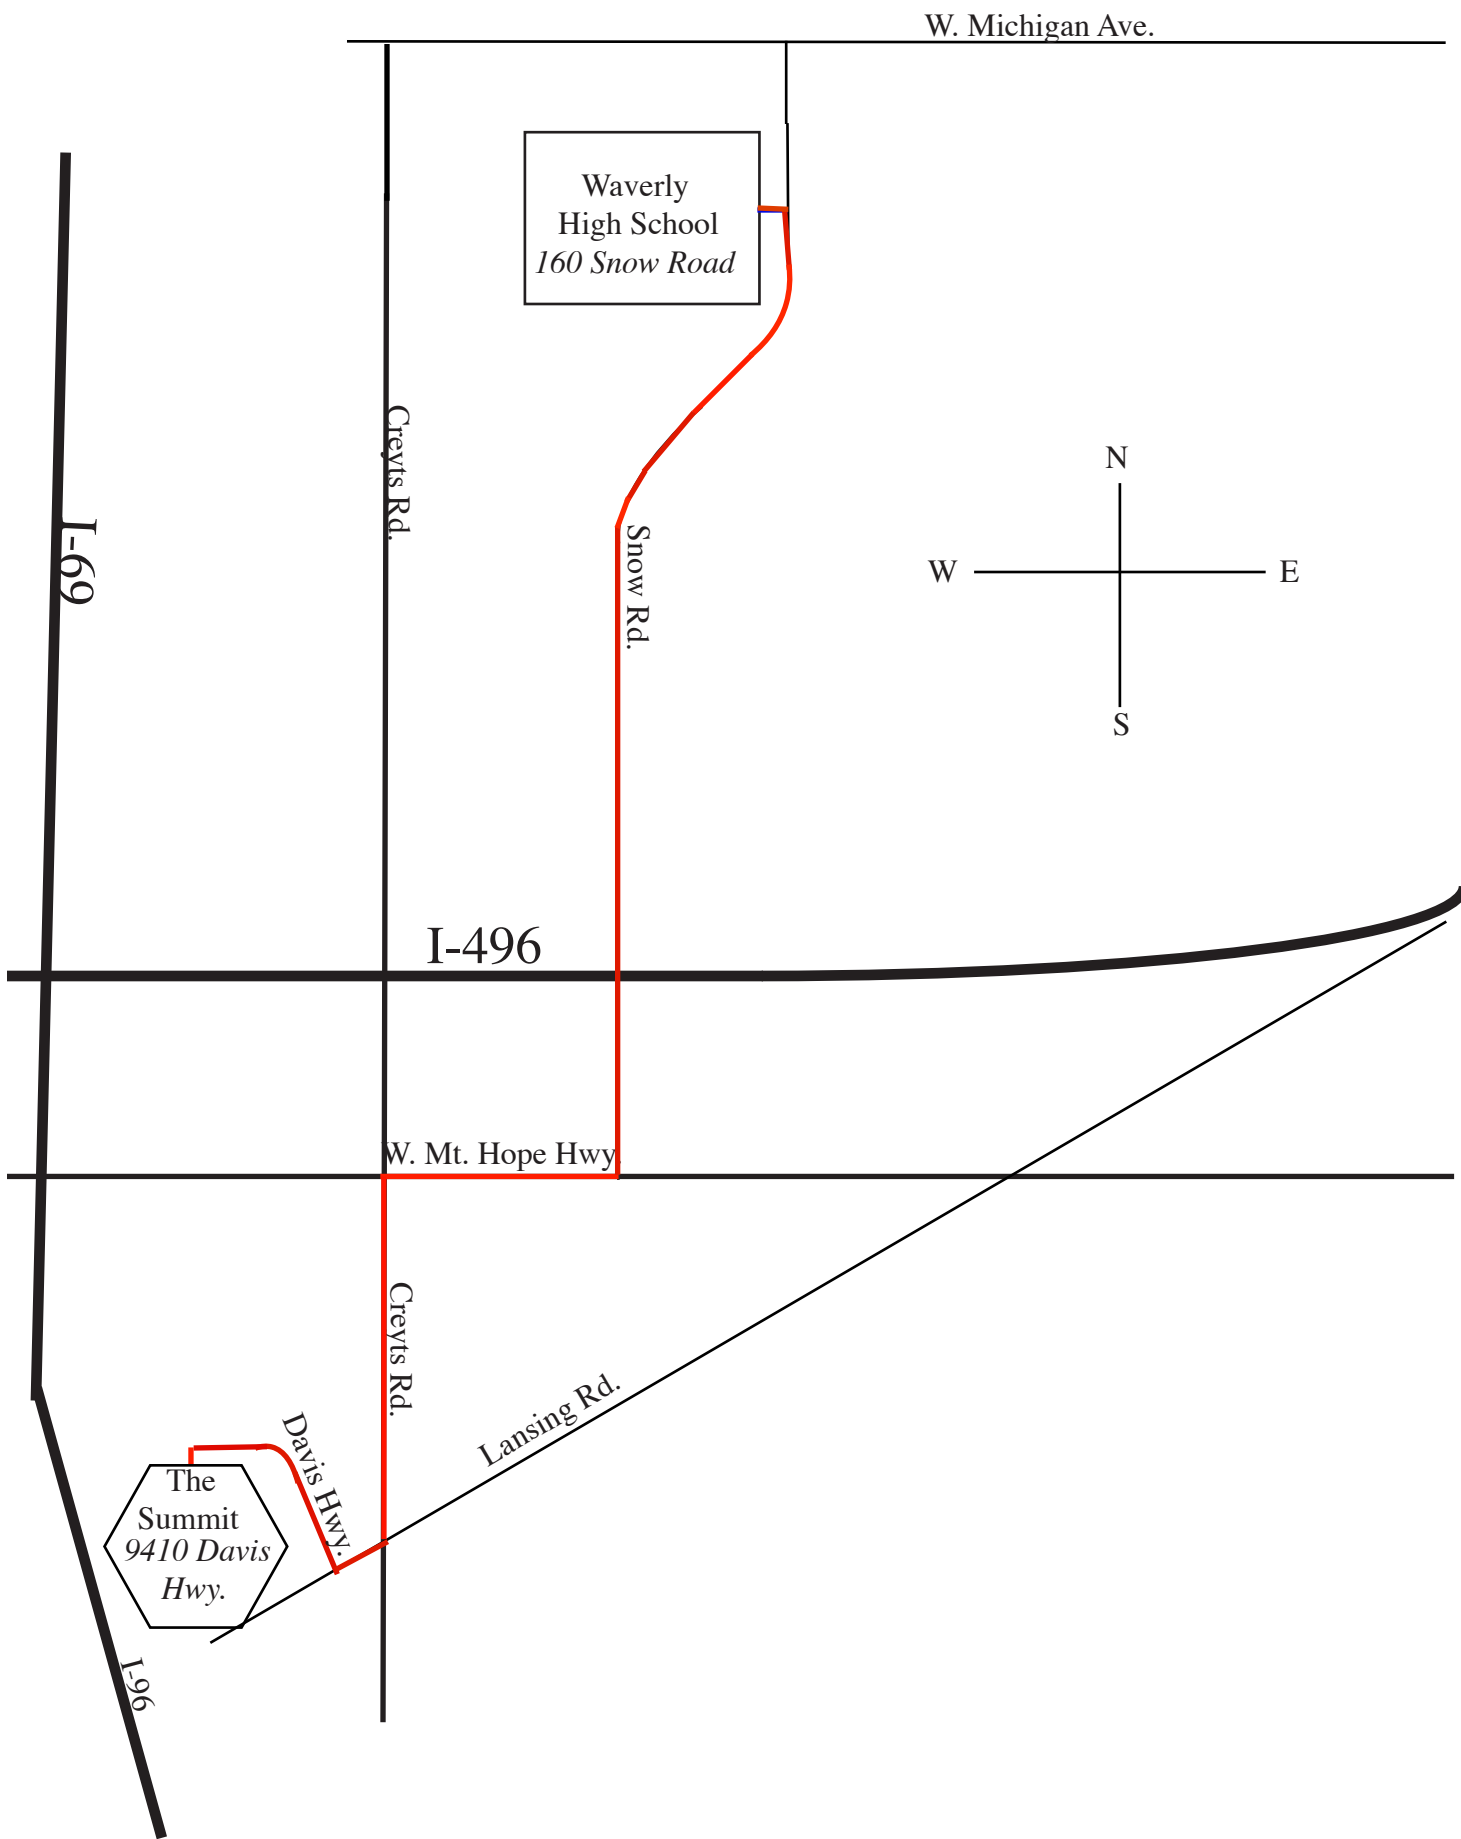 W. Michigan Ave.
Waverly
High School
160 Snow Road
Creyts Rd.
N
I-69
Snow Rd.
W
E
S
I-496
W. Mt. Hope Hwy.
Creyts Rd.
Lansing Rd.
Davis Hwy.
The
Summit
9410 Davis
Hwy.
I-96